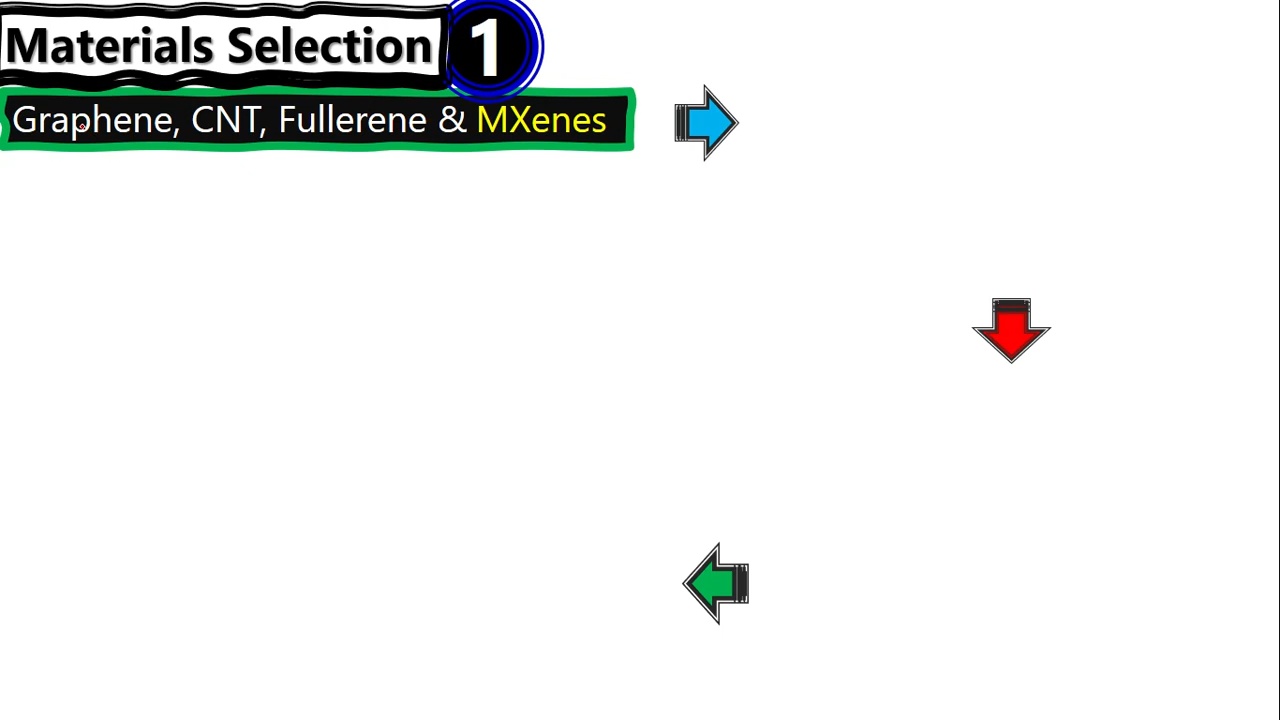 Materials Selection 1
Graphene, CNT, Fullerene & MXenes